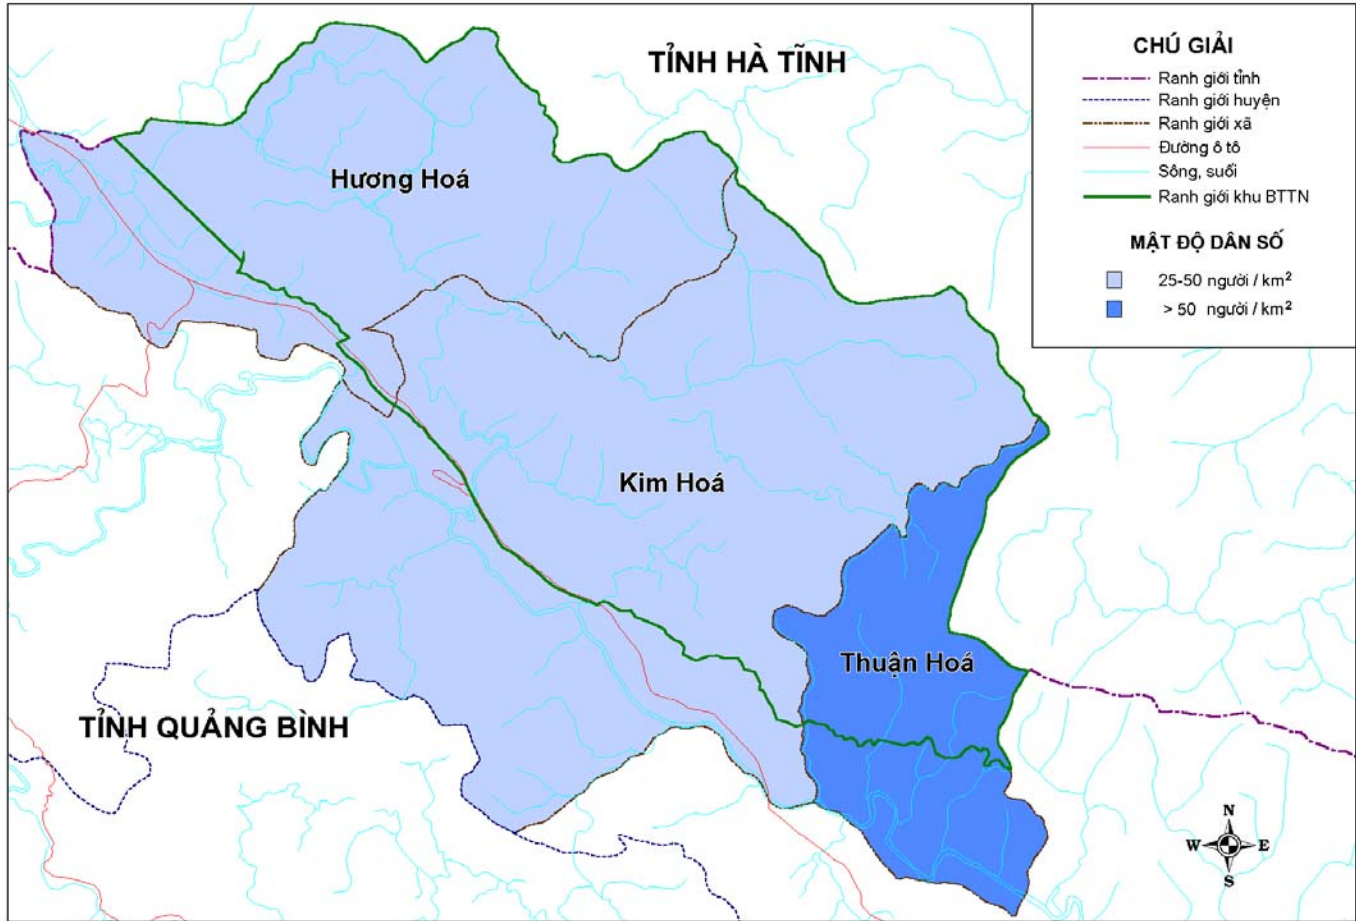 TỈNH HÀ TĨNH
CHÚ GIẢI
Ranh giới tỉnh
Ranh giới huyện
Ranh giới xã
Đường ô tô
Sông, suối
Ranh giới khu BTTN
MẬT ĐỘ DÂN SỐ
25-50 người / km²
> 50 người / km²
Hương Hoá
Kim Hoá
Thuận Hoá
TỈNH QUẢNG BÌNH
N
W E
S